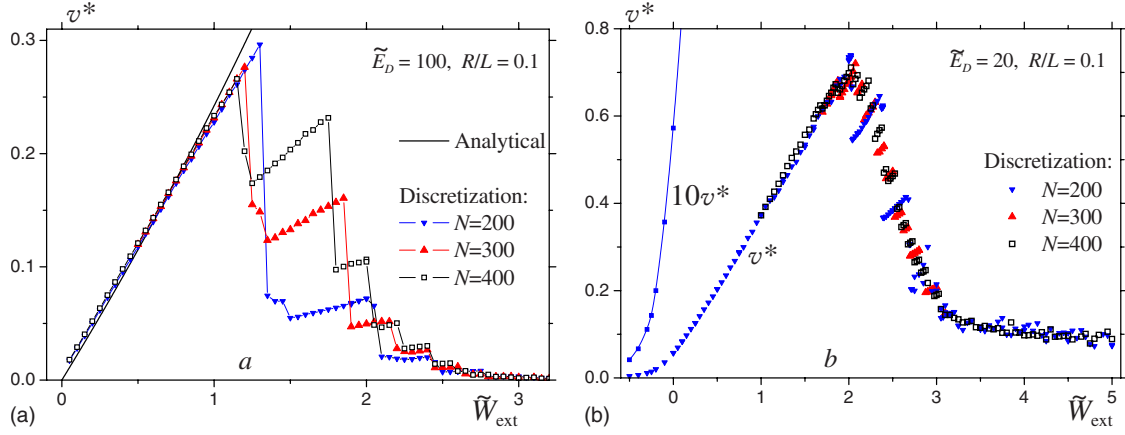 v*
0.3
0.2
0.1
0.0
0
1
2
3
Ẽ_D = 100, R/L = 0.1
Analytical
Discretization:
N=200
N=300
N=400
a
W̃_ext
(a)
v*
0.8
0.6
0.4
0.2
0.0
0
1
2
3
4
5
Ẽ_D = 20, R/L = 0.1
10v*
v*
Discretization:
N=200
N=300
N=400
b
W̃_ext
(b)